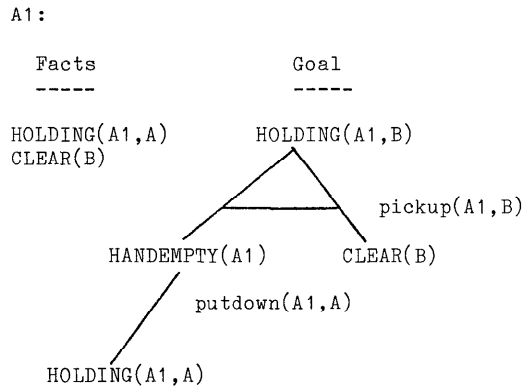 A1:
Facts Goal
----- -----
HOLDING(A1,A) HOLDING(A1,B)
CLEAR(B)
pickup(A1,B)
HANDEMPTY(A1) CLEAR(B)
putdown(A1,A)
HOLDING(A1,A)